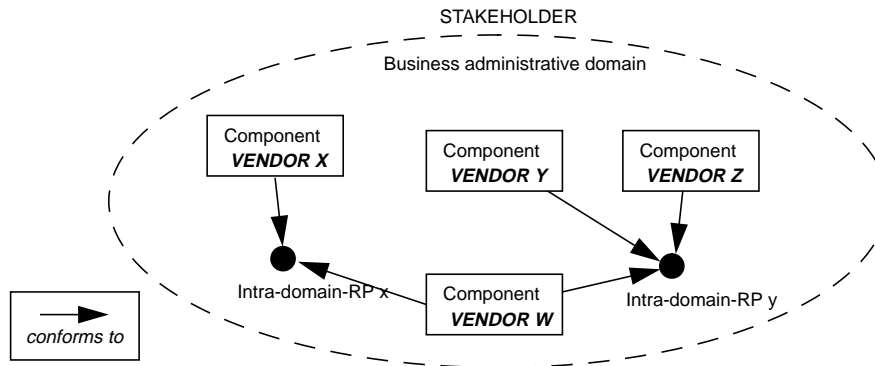 STAKEHOLDER
Business administrative domain
Component
VENDOR X
Component
VENDOR Y
Component
VENDOR Z
Intra-domain-RP x
Component
VENDOR W
Intra-domain-RP y
conforms to